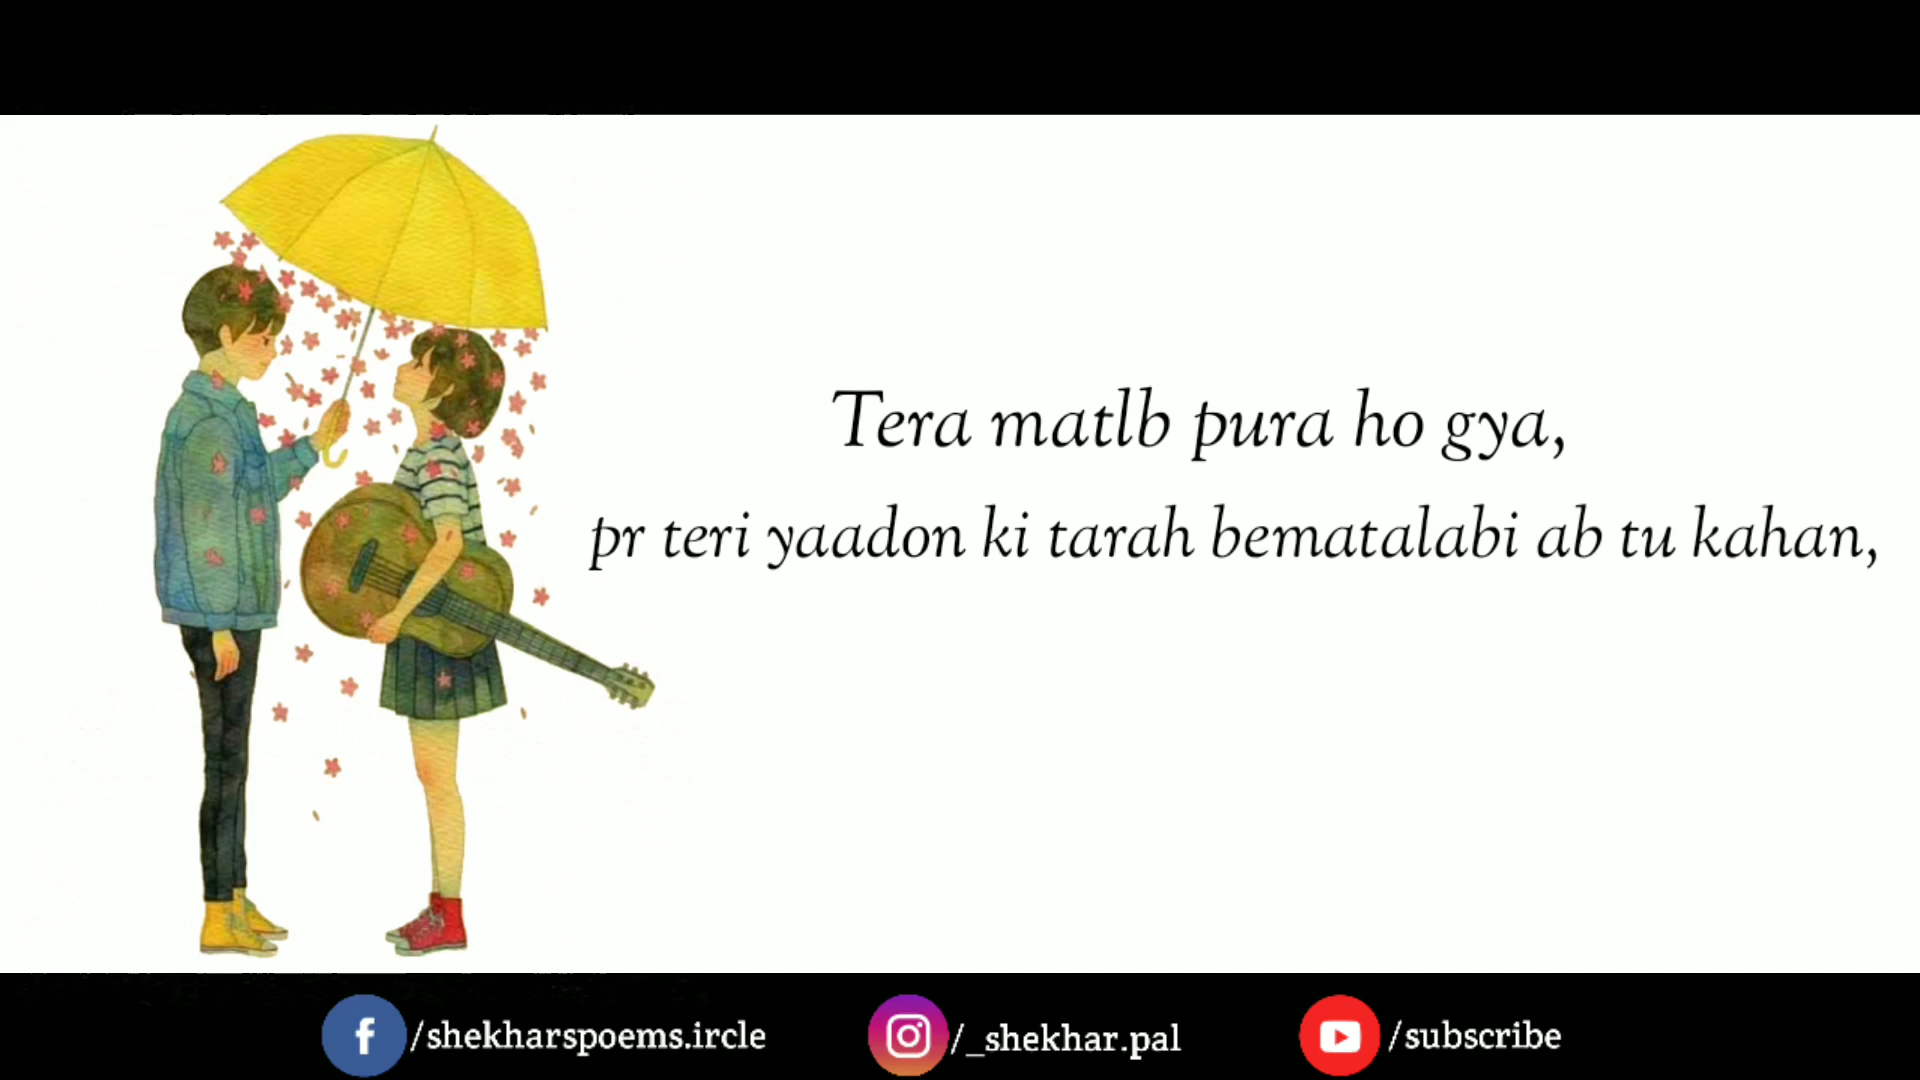 Tera matlb pura ho gya,
pr teri yaadon ki tarah bematalabi ab tu kahan,
/shekharspoems.ircle /_shekhar.pal /subscribe